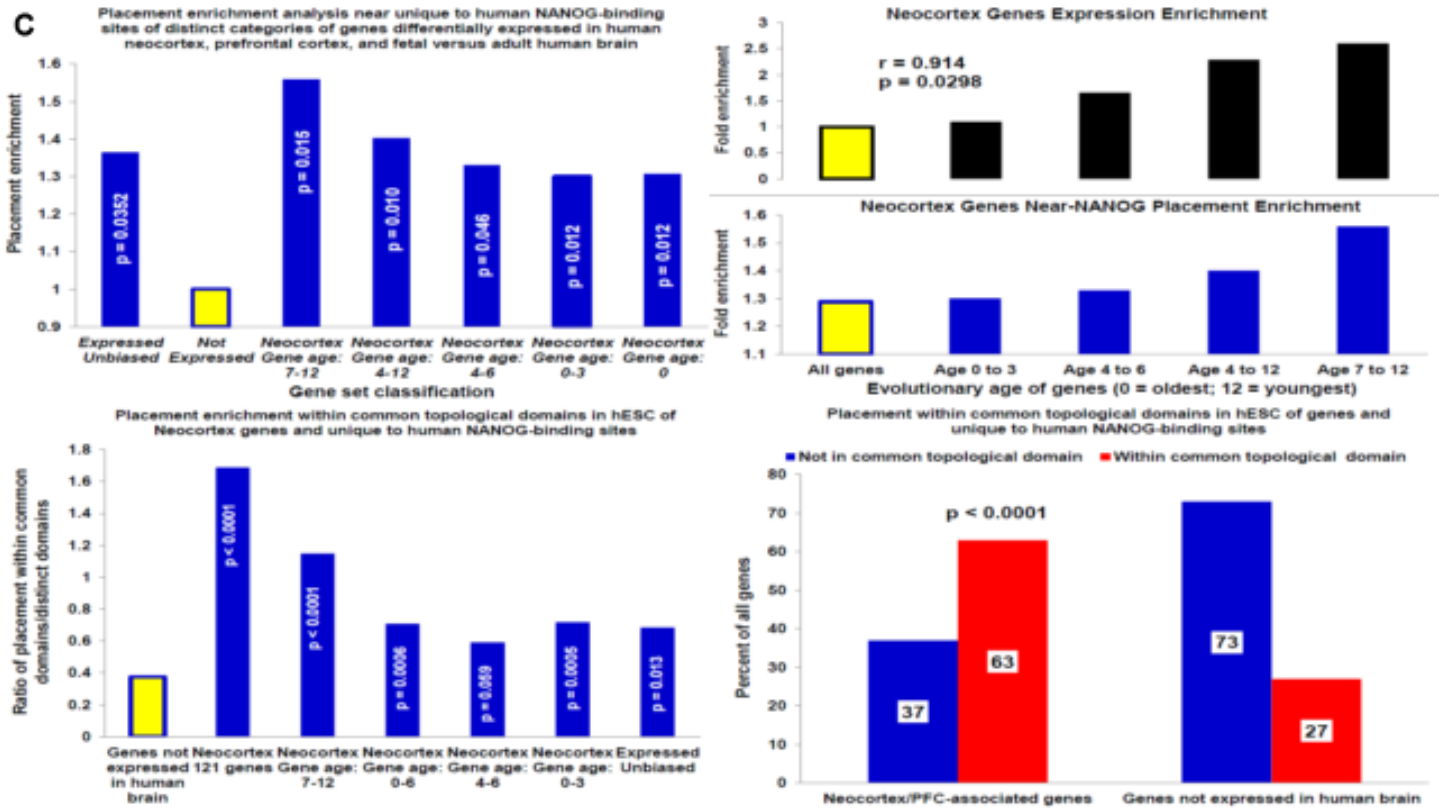 C
Placement enrichment analysis near unique to human NANOG-binding
sites of distinct categories of genes differentially expressed in human
neocortex, prefrontal cortex, and fetal versus adult human brain
Placement enrichment
1.6
1.5
1.4
1.3
1.2
1.1
1
0.9
p = 0.0352
p = 0.015
p = 0.010
p = 0.046
p = 0.012
p = 0.012
Expressed
Unbiased
Not
Expressed
Neocortex
Gene age:
7-12
Neocortex
Gene age:
4-12
Neocortex
Gene age:
4-6
Neocortex
Gene age:
0-3
Neocortex
Gene age:
0
Gene set classification
Neocortex Genes Expression Enrichment
Fold enrichment
3
2.5
2
1.5
1
0.5
0
r = 0.914
p = 0.0298
Neocortex Genes Near-NANOG Placement Enrichment
Fold enrichment
1.6
1.5
1.4
1.3
1.2
1.1
All genes
Age 0 to 3
Age 4 to 6
Age 4 to 12
Age 7 to 12
Evolutionary age of genes (0 = oldest; 12 = youngest)
Placement enrichment within common topological domains in hESC of
Neocortex genes and unique to human NANOG-binding sites
Ratio of placement within common
domains/distinct domains
1.8
1.6
1.4
1.2
1
0.8
0.6
0.4
0.2
0
p < 0.0001
p < 0.0001
p = 0.0006
p = 0.059
p = 0.0005
p = 0.013
Genes not
expressed
in human
brain
Neocortex
121 genes
Neocortex
Gene age:
7-12
Neocortex
Gene age:
0-6
Neocortex
Gene age:
4-6
Neocortex
Gene age:
0-3
Expressed
Unbiased
Placement within common topological domains in hESC of genes and
unique to human NANOG-binding sites
Not in common topological domain
Within common topological domain
Percent of all genes
80
70
60
50
40
30
20
10
0
p < 0.0001
37
63
73
27
Neocortex/PFC-associated genes
Genes not expressed in human brain